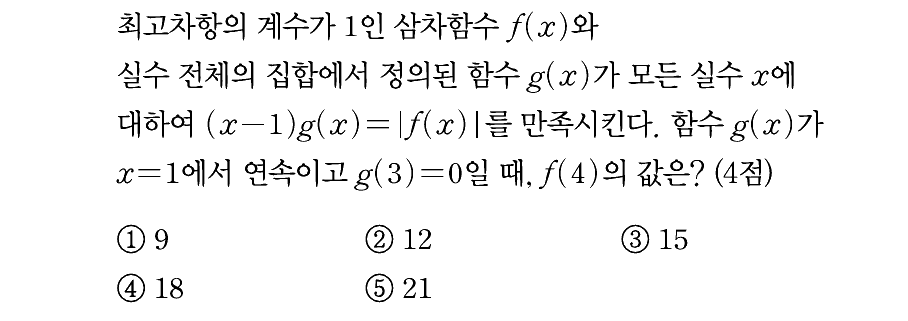 최고차항의 계수가 1인 삼차함수 f(x)와
실수 전체의 집합에서 정의된 함수 g(x)가 모든 실수 x에
대하여 (x-1)g(x)=|f(x)|를 만족시킨다. 함수 g(x)가
x=1에서 연속이고 g(3)=0일 때, f(4)의 값은? (4점)
① 9 ② 12 ③ 15
④ 18 ⑤ 21